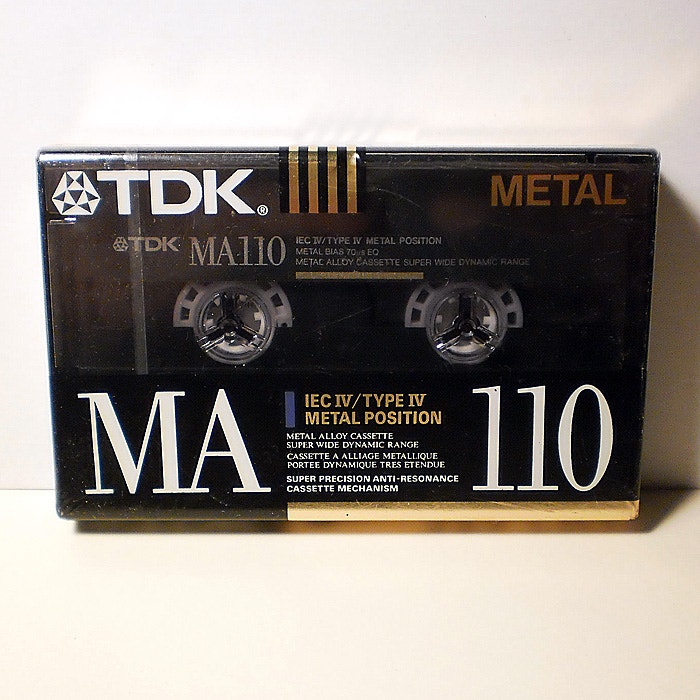 TDK®
METAL
TDK MA110
IEC IV/TYPE IV METAL POSITION
METAL BIAS 70μs EQ
METAL ALLOY CASSETTE SUPER WIDE DYNAMIC RANGE
MA
IEC IV/TYPE IV
METAL POSITION
METAL ALLOY CASSETTE
SUPER WIDE DYNAMIC RANGE
CASSETTE A ALLIAGE METALLIQUE
PORTEE DYNAMIQUE TRES ETENDUE
SUPER PRECISION ANTI-RESONANCE
CASSETTE MECHANISM
110